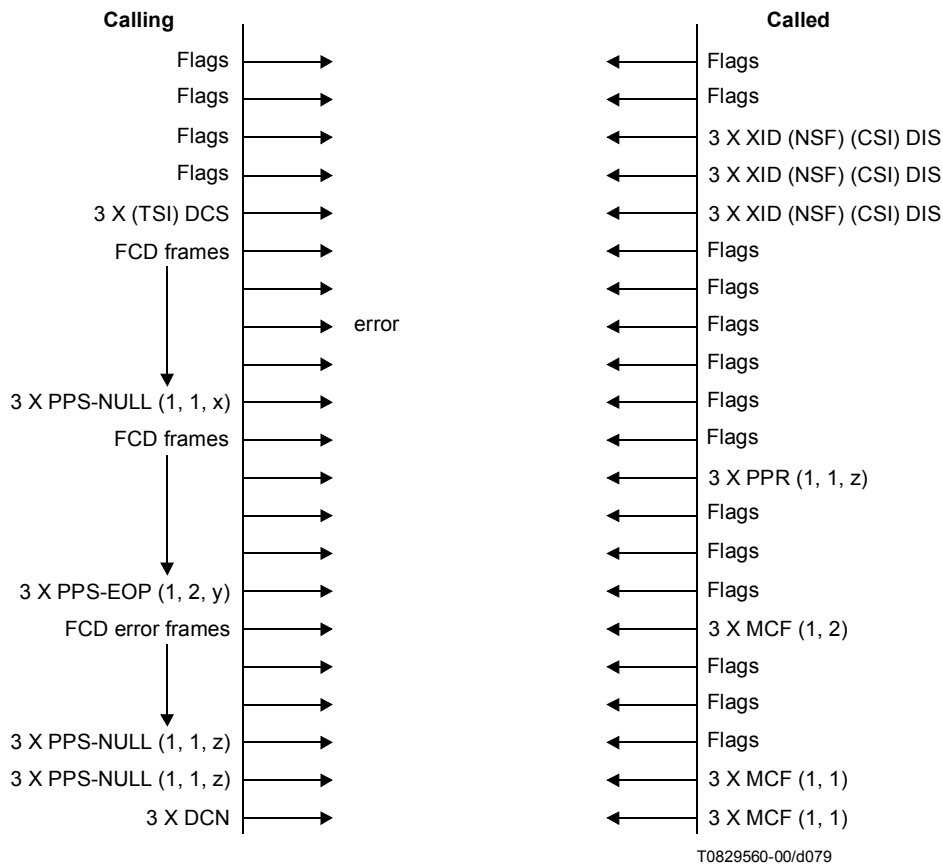 Calling Called
Flags Flags
Flags Flags
Flags 3 X XID (NSF) (CSI) DIS
Flags 3 X XID (NSF) (CSI) DIS
3 X (TSI) DCS 3 X XID (NSF) (CSI) DIS
FCD frames Flags
Flags
error Flags
Flags
3 X PPS-NULL (1, 1, x) Flags
FCD frames Flags
3 X PPR (1, 1, z)
Flags
Flags
3 X PPS-EOP (1, 2, y) Flags
FCD error frames 3 X MCF (1, 2)
Flags
Flags
3 X PPS-NULL (1, 1, z) Flags
3 X PPS-NULL (1, 1, z) 3 X MCF (1, 1)
3 X DCN 3 X MCF (1, 1)
T0829560-00/d079